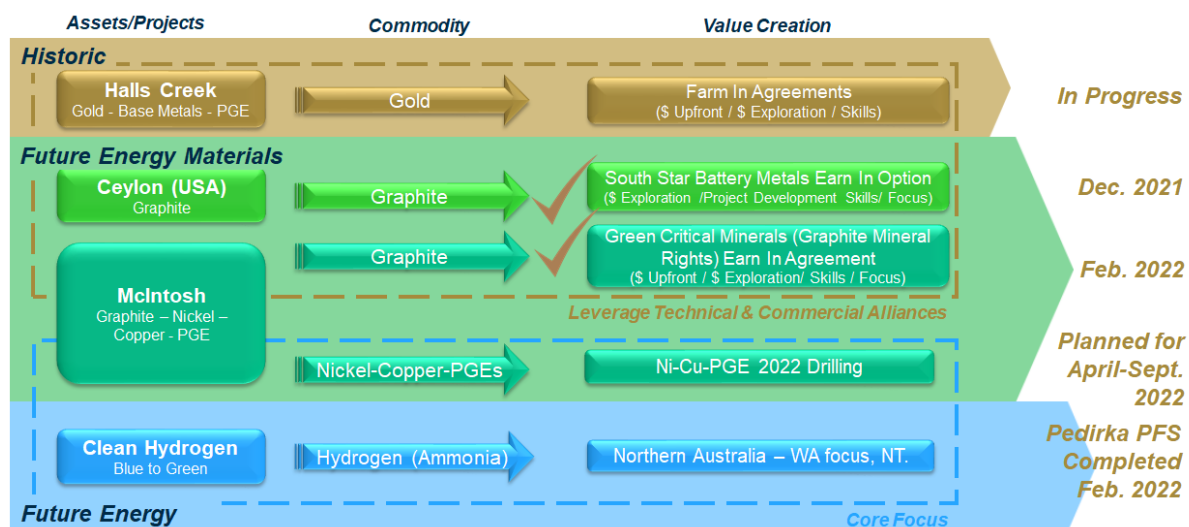 Assets/Projects
Commodity
Value Creation
Historic
Halls Creek
Gold - Base Metals - PGE
Gold
Farm In Agreements
($ Upfront / $ Exploration / Skills)
In Progress
Future Energy Materials
Ceylon (USA)
Graphite
Graphite
South Star Battery Metals Earn In Option
($ Exploration /Project Development Skills/ Focus)
Dec. 2021
Graphite
Green Critical Minerals (Graphite Mineral
Rights) Earn In Agreement
($ Upfront / $ Exploration/ Skills / Focus)
Feb. 2022
McIntosh
Graphite – Nickel –
Copper - PGE
Leverage Technical & Commercial Alliances
Nickel-Copper-PGEs
Ni-Cu-PGE 2022 Drilling
Planned for
April-Sept.
2022
Clean Hydrogen
Blue to Green
Hydrogen (Ammonia)
Northern Australia – WA focus, NT.
Pedirka PFS
Completed
Feb. 2022
Future Energy
Core Focus